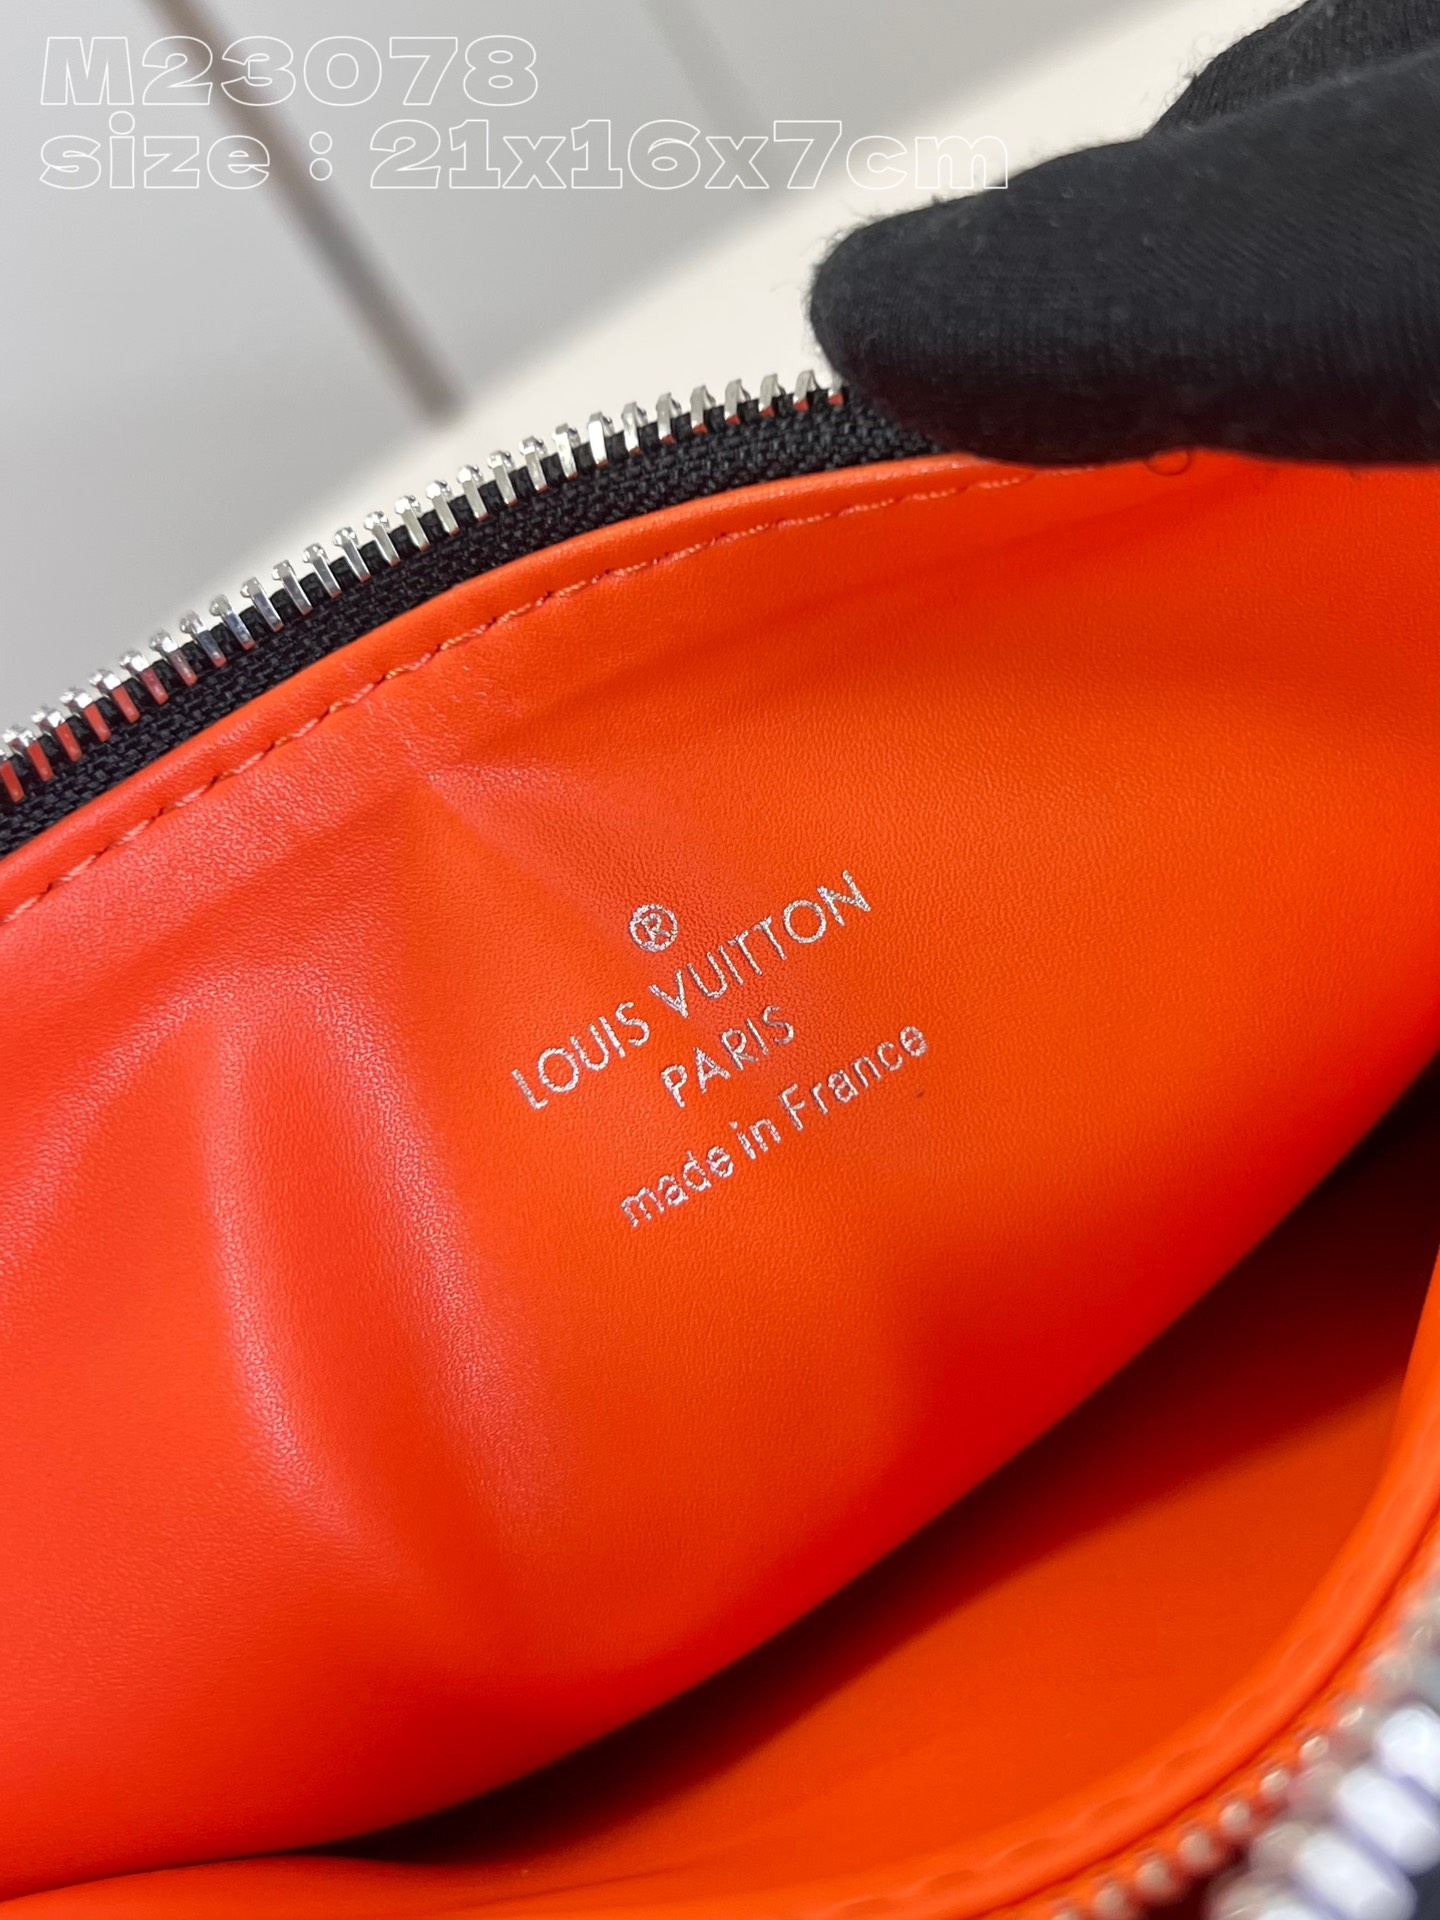 M23078
size : 21x16x7cm
®
LOUIS VUITTON
PARIS
made in France